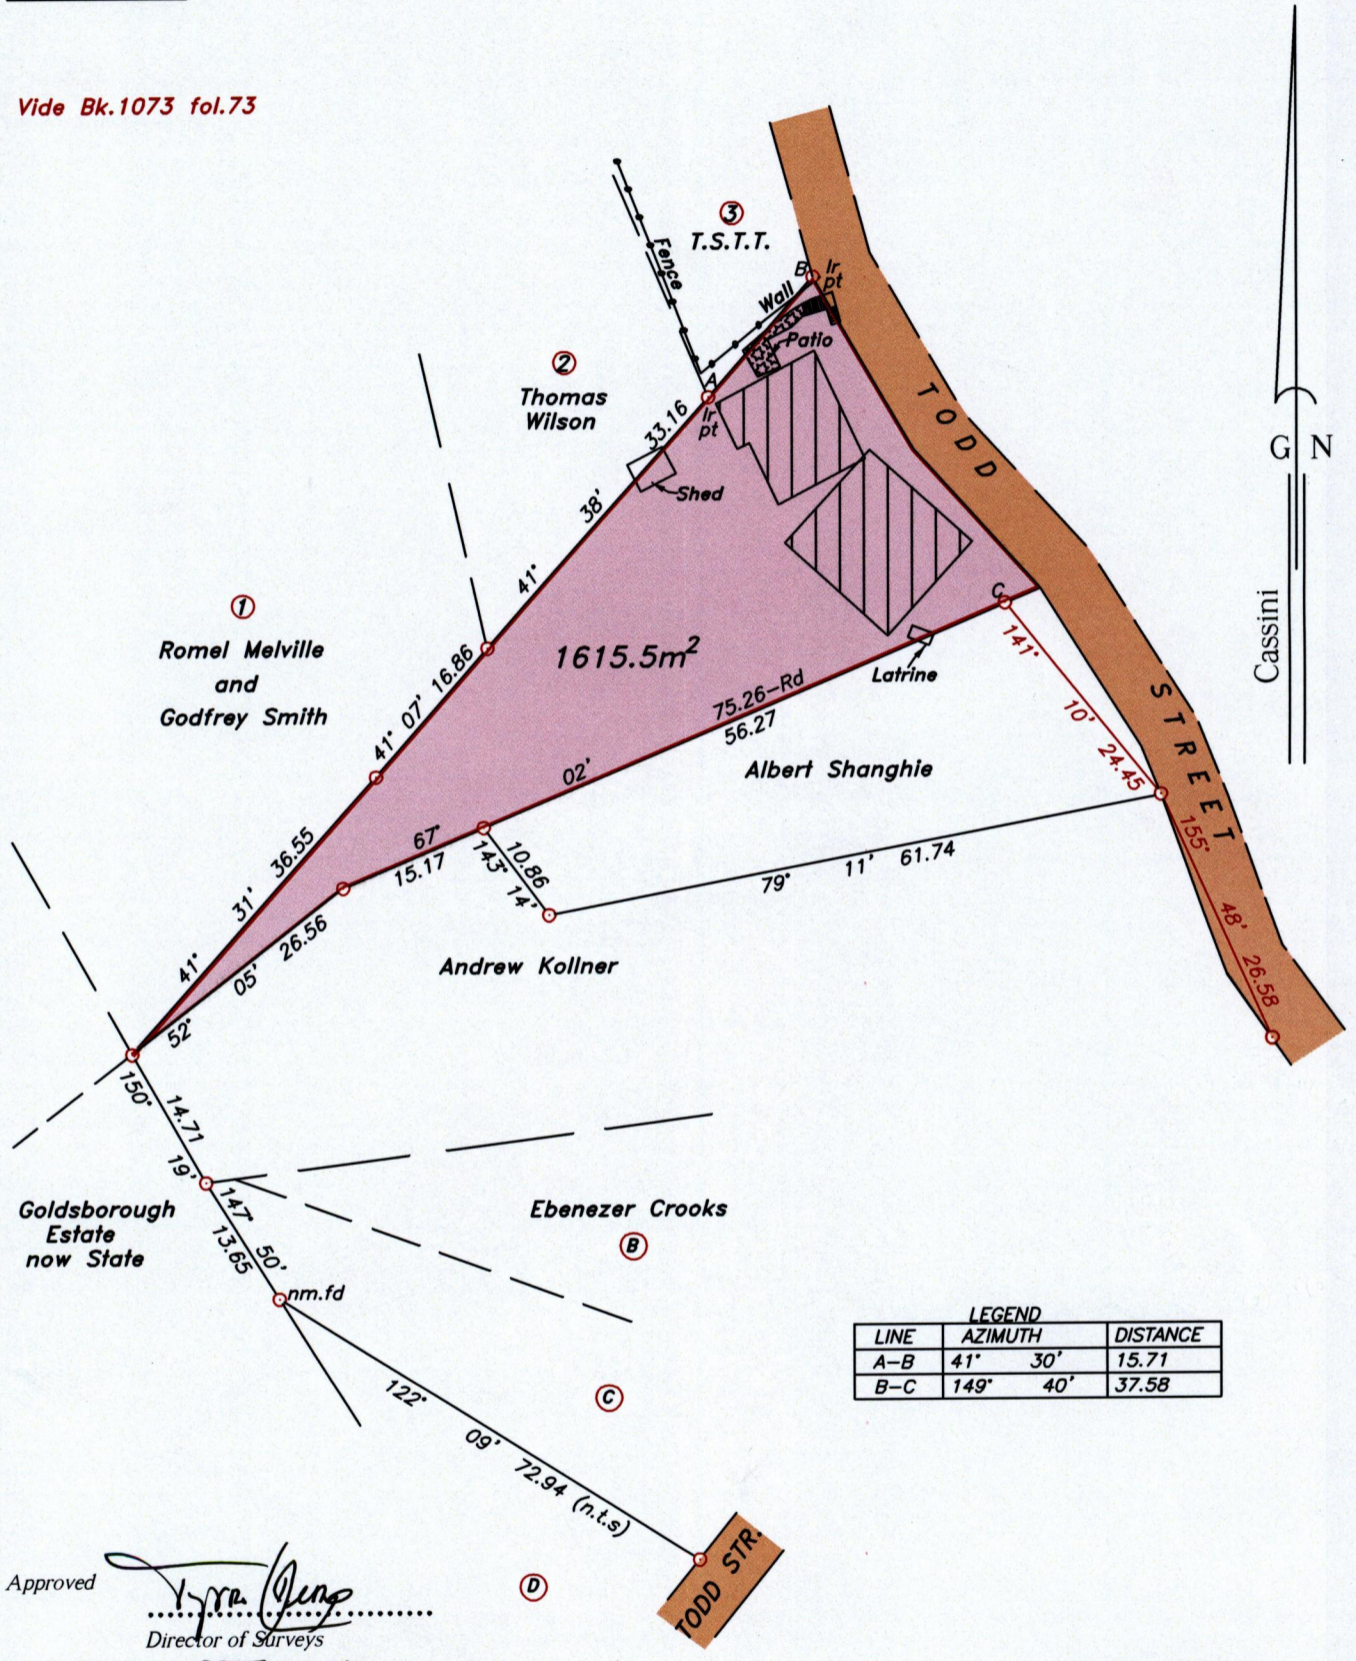 Vide Bk.1073 fol.73
3
T.S.T.T.
Fence
Wall
B
Ir
pt
Patio
A
Ir
pt
2
Thomas
Wilson
33.16
38'
41°
Shed
TODD
STREET
G N
Cassini
1
Romel Melville
and
Godfrey Smith
16.86
41° 07'
1615.5m²
C
Latrine
75.26-Rd
56.27
02'
67°
15.17
Albert Shanghie
141°
10'
24.45
155°
48'
26.58
36.55
31'
41°
10.86
143° 14'
79° 11' 61.74
26.56
05'
52°
Andrew Kollner
150°
14.71
19'
147°
50'
13.65
nm.fd
Goldsborough
Estate
now State
Ebenezer Crooks
B
C
122° 09' 72.94 (n.t.s)
D
TODD STR.
LEGEND
LINE AZIMUTH DISTANCE
A-B 41° 30' 15.71
B-C 149° 40' 37.58
Approved
Director of Surveys